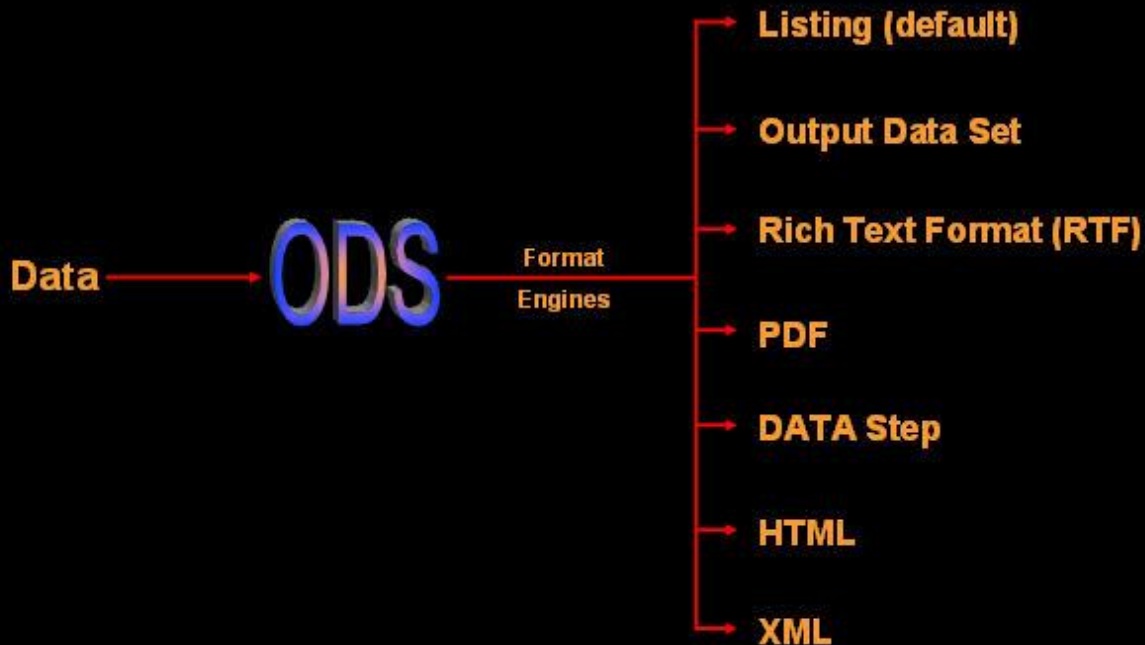 Listing (default)
Output Data Set
Rich Text Format (RTF)
Data
ODS
Format
Engines
PDF
DATA Step
HTML
XML